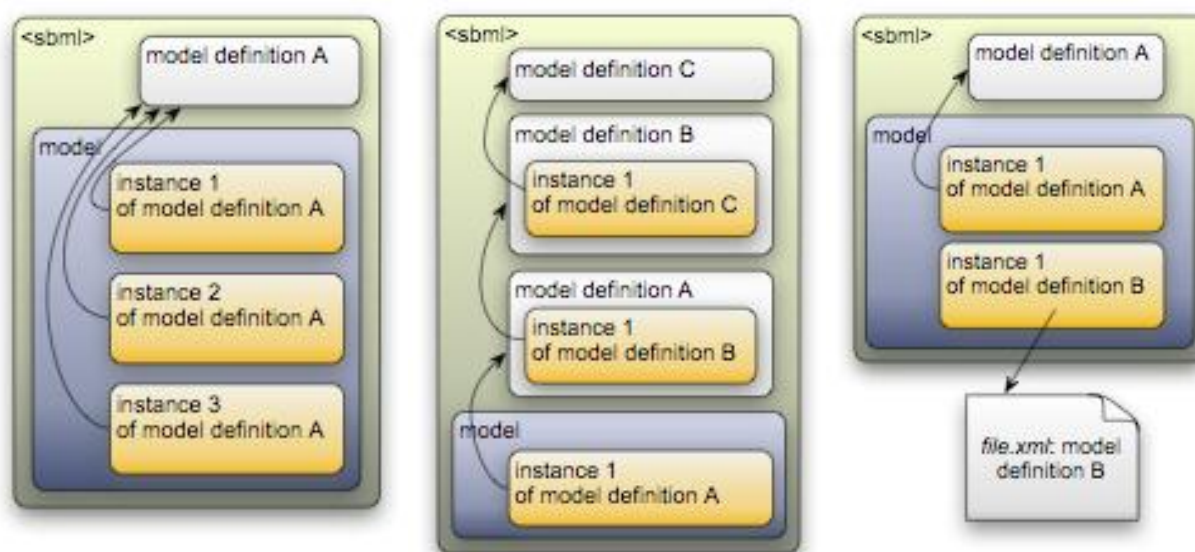 <sbml>
model definition A
model
instance 1
of model definition A
instance 2
of model definition A
instance 3
of model definition A
<sbml>
model definition C
model definition B
instance 1
of model definition C
model definition A
instance 1
of model definition B
model
instance 1
of model definition A
<sbml>
model definition A
model
instance 1
of model definition A
instance 1
of model definition B
file.xml: model
definition B